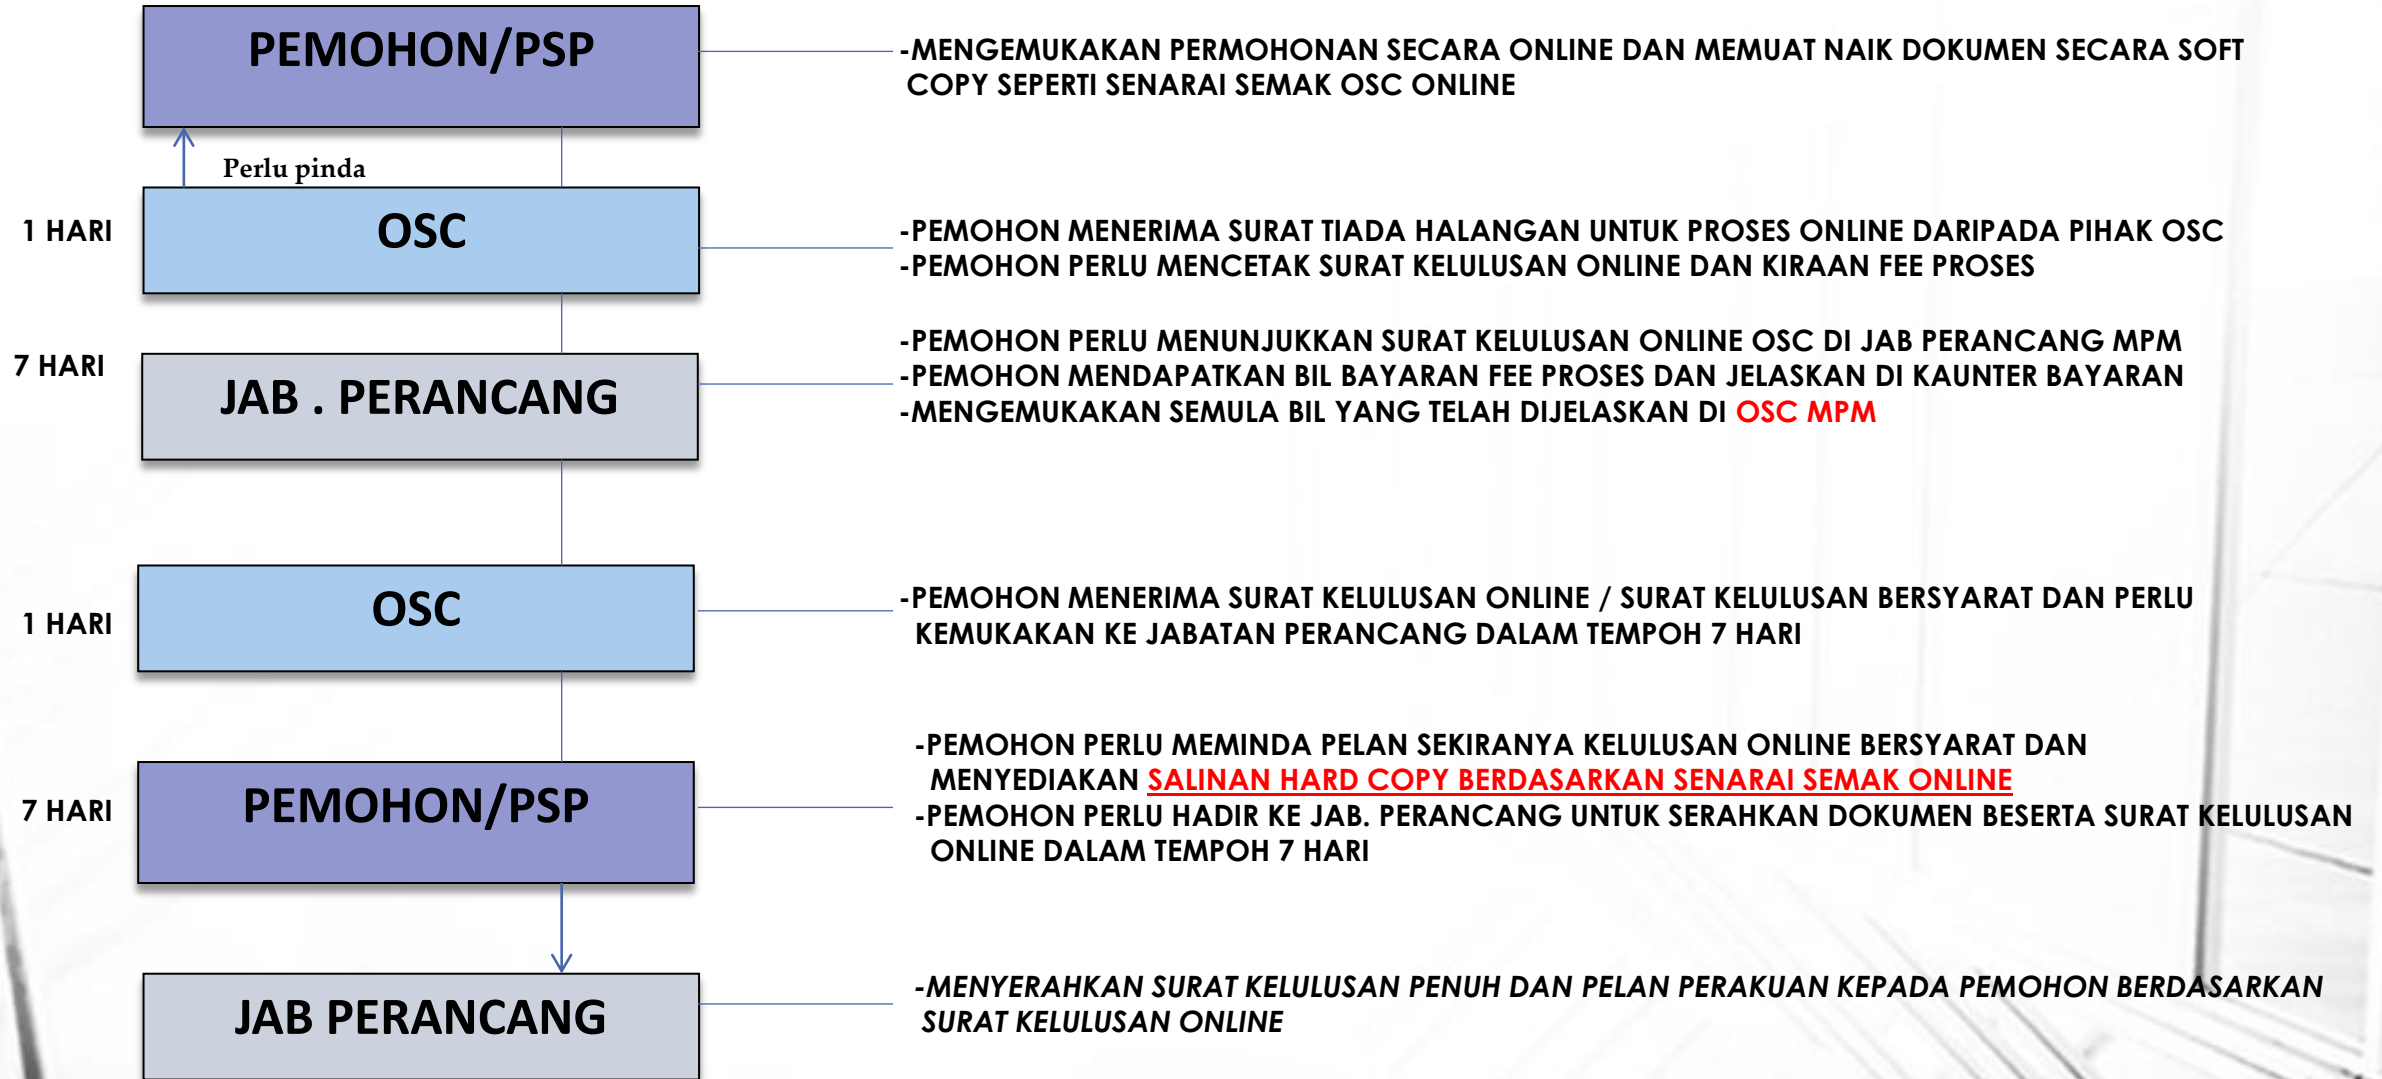 PEMOHON/PSP
-MENGEMUKAKAN PERMOHONAN SECARA ONLINE DAN MEMUAT NAIK DOKUMEN SECARA SOFT
COPY SEPERTI SENARAI SEMAK OSC ONLINE
Perlu pinda
1 HARI
OSC
-PEMOHON MENERIMA SURAT TIADA HALANGAN UNTUK PROSES ONLINE DARIPADA PIHAK OSC
-PEMOHON PERLU MENCETAK SURAT KELULUSAN ONLINE DAN KIRAAN FEE PROSES
7 HARI
JAB . PERANCANG
-PEMOHON PERLU MENUNJUKKAN SURAT KELULUSAN ONLINE OSC DI JAB PERANCANG MPM
-PEMOHON MENDAPATKAN BIL BAYARAN FEE PROSES DAN JELASKAN DI KAUNTER BAYARAN
-MENGEMUKAKAN SEMULA BIL YANG TELAH DIJELASKAN DI OSC MPM
1 HARI
OSC
-PEMOHON MENERIMA SURAT KELULUSAN ONLINE / SURAT KELULUSAN BERSYARAT DAN PERLU
KEMUKAKAN KE JABATAN PERANCANG DALAM TEMPOH 7 HARI
7 HARI
PEMOHON/PSP
-PEMOHON PERLU MEMINDA PELAN SEKIRANYA KELULUSAN ONLINE BERSYARAT DAN
MENYEDIAKAN SALINAN HARD COPY BERDASARKAN SENARAI SEMAK ONLINE
-PEMOHON PERLU HADIR KE JAB. PERANCANG UNTUK SERAHKAN DOKUMEN BESERTA SURAT KELULUSAN
ONLINE DALAM TEMPOH 7 HARI
JAB PERANCANG
-MENYERAHKAN SURAT KELULUSAN PENUH DAN PELAN PERAKUAN KEPADA PEMOHON BERDASARKAN
SURAT KELULUSAN ONLINE